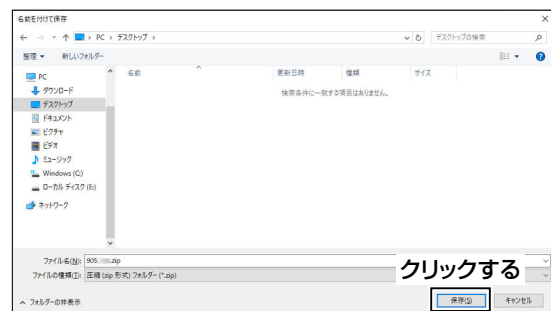 名前を付けて保存
PC › デスクトップ ›
デスクトップの検索
整理 新しいフォルダー
名前 更新日時 種類 サイズ
検索条件に一致する項目はありません。
PC
ダウンロード
デスクトップ
ドキュメント
ピクチャ
ビデオ
ミュージック
Windows (C:)
ローカル ディスク (E:)
ネットワーク
ファイル名(N): 905 .zip
ファイルの種類(T): 圧縮 (zip 形式) フォルダー (*.zip)
クリックする
フォルダーの非表示
保存(S) キャンセル